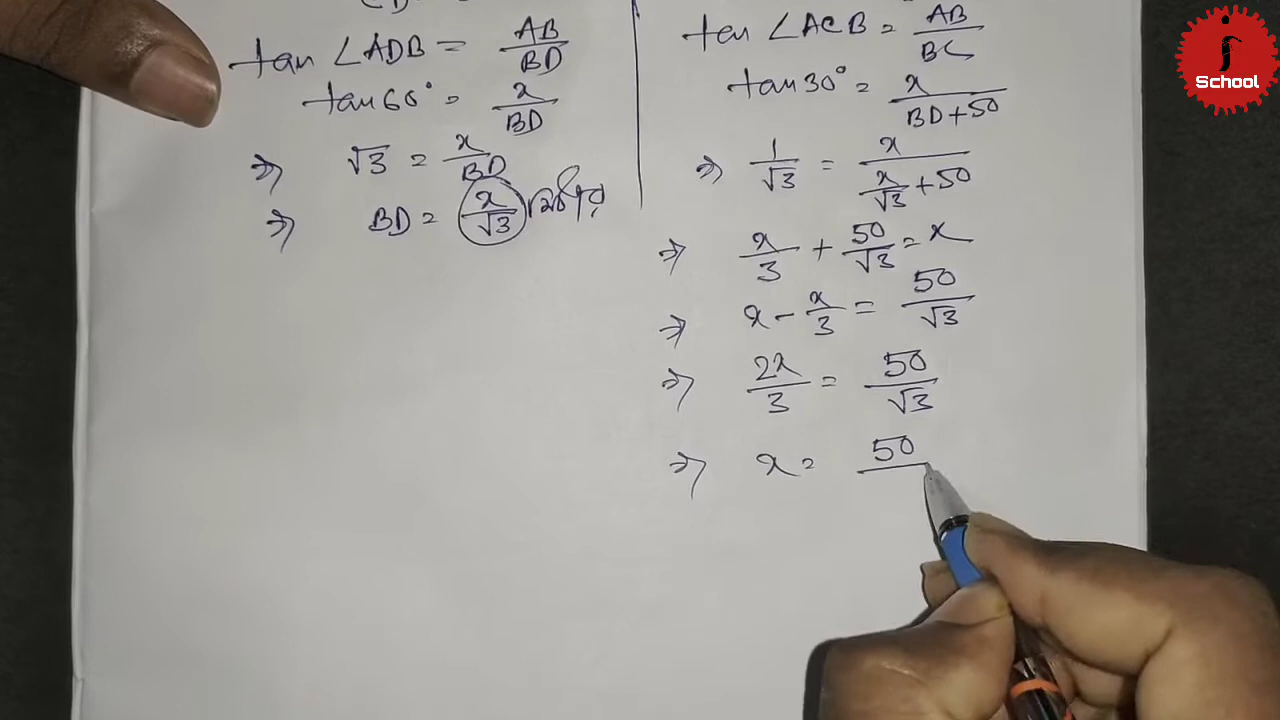 tan ∠ADB = AB/BD
tan 60° = x/BD
⇒ √3 = x/BD
⇒ BD = x/√3 মিটার
tan ∠ACB = AB/BC
tan 30° = x/(BD+50)
⇒ 1/√3 = x/(x/√3 + 50)
⇒ x/3 + 50/√3 = x
⇒ x - x/3 = 50/√3
⇒ 2x/3 = 50/√3
⇒ x = 50
School